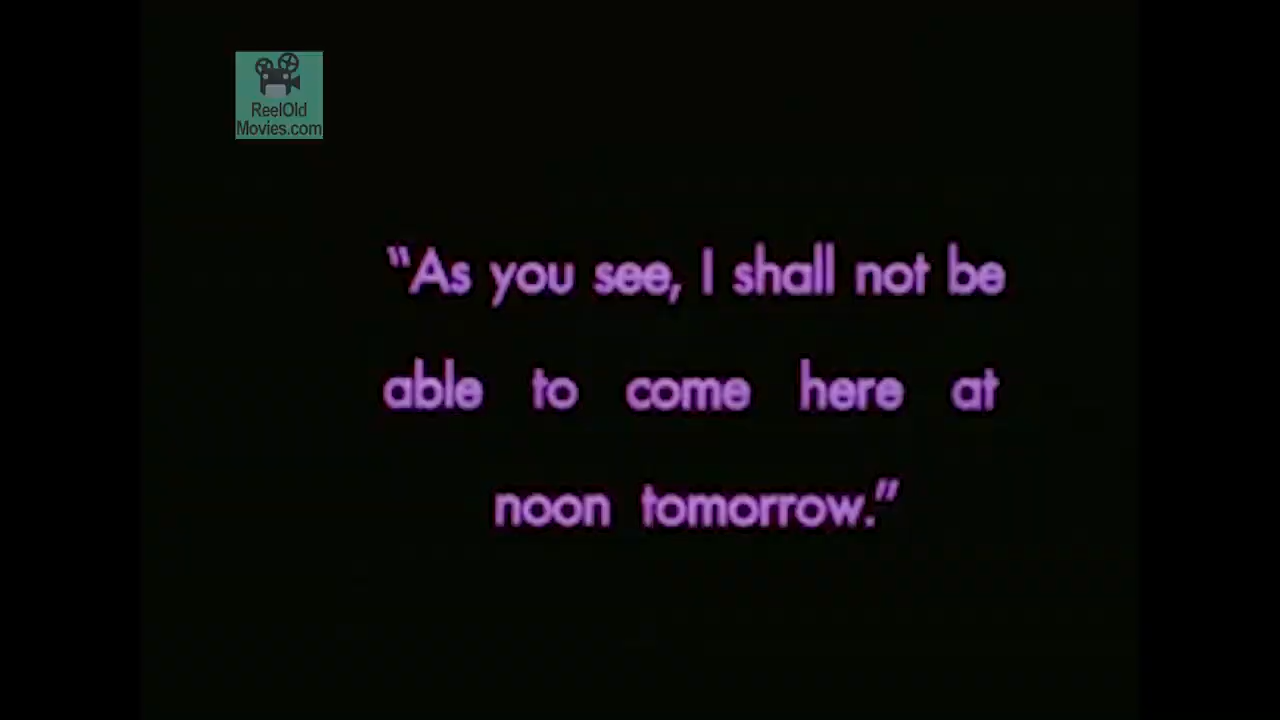 ReelOld
Movies.com
“As you see, I shall not be
able to come here at
noon tomorrow.”